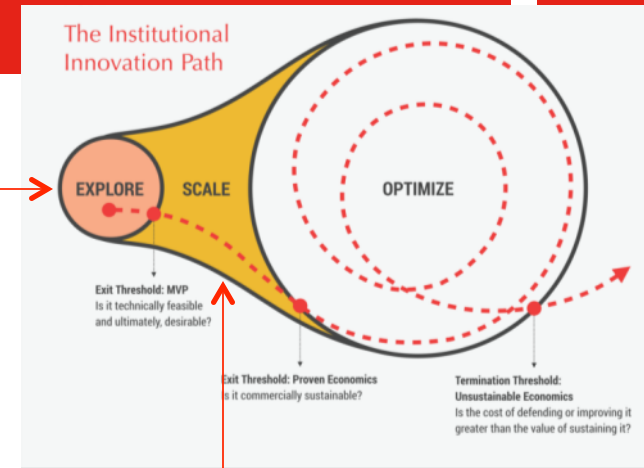 The Institutional
Innovation Path
EXPLORE
SCALE
OPTIMIZE
Exit Threshold: MVP
Is it technically feasible
and ultimately, desirable?
Exit Threshold: Proven Economics
Is it commercially sustainable?
Termination Threshold:
Unsustainable Economics
Is the cost of defending or improving it
greater than the value of sustaining it?